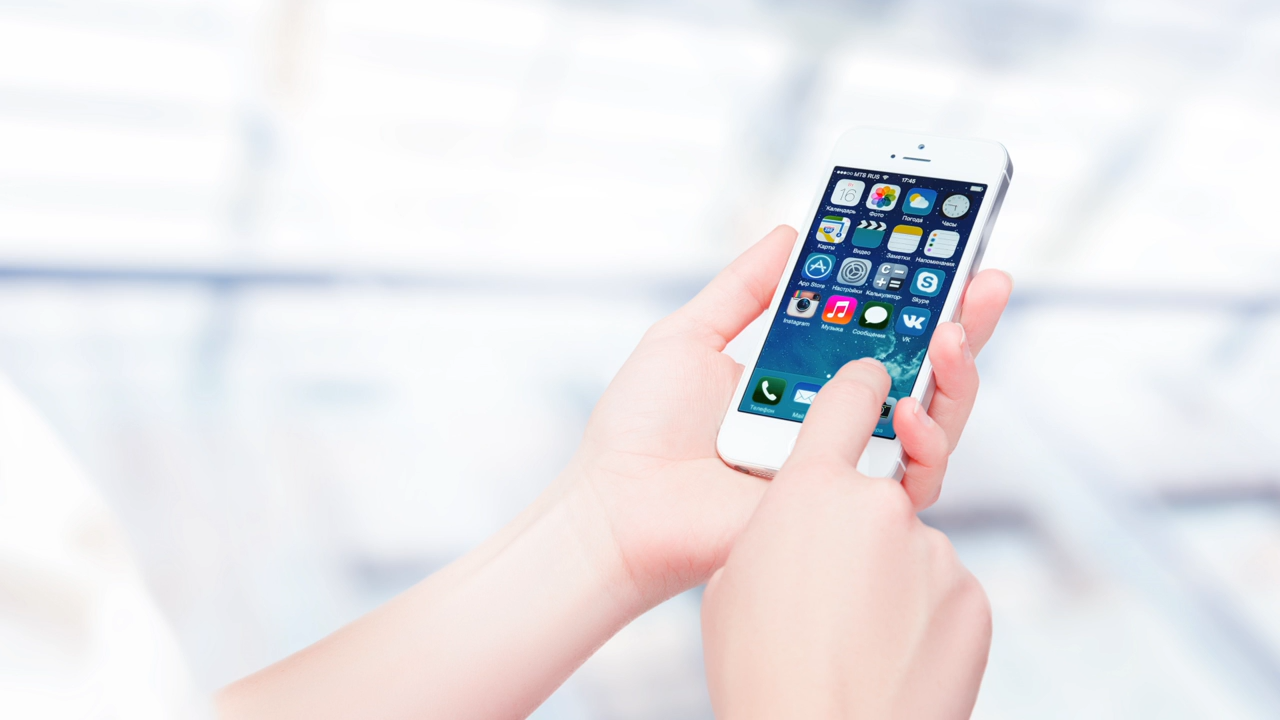 MTS RUS 17:45
16
Календарь Фото Погода Часы
Карты Видео Заметки Напоминания
App Store Настройки Калькулятор Skype
Instagram Музыка Сообщения VK
Телефон Mail